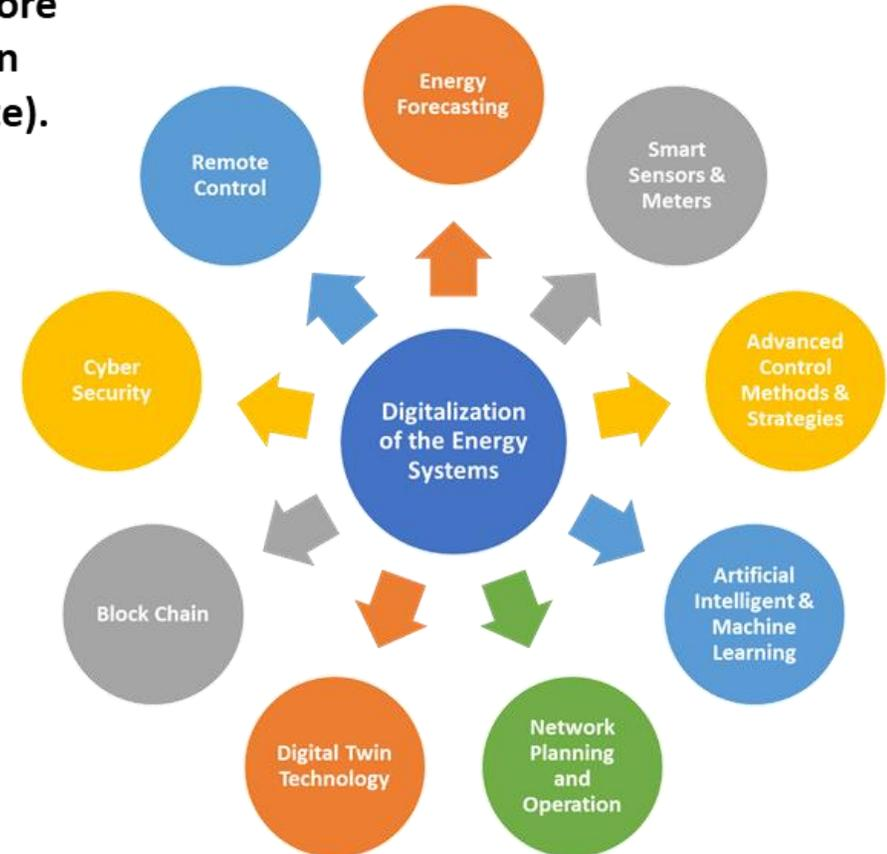 ore
n
te).
Energy
Forecasting
Smart
Sensors &
Meters
Advanced
Control
Methods &
Strategies
Artificial
Intelligent &
Machine
Learning
Network
Planning
and
Operation
Digital Twin
Technology
Block Chain
Cyber
Security
Remote
Control
Digitalization
of the Energy
Systems